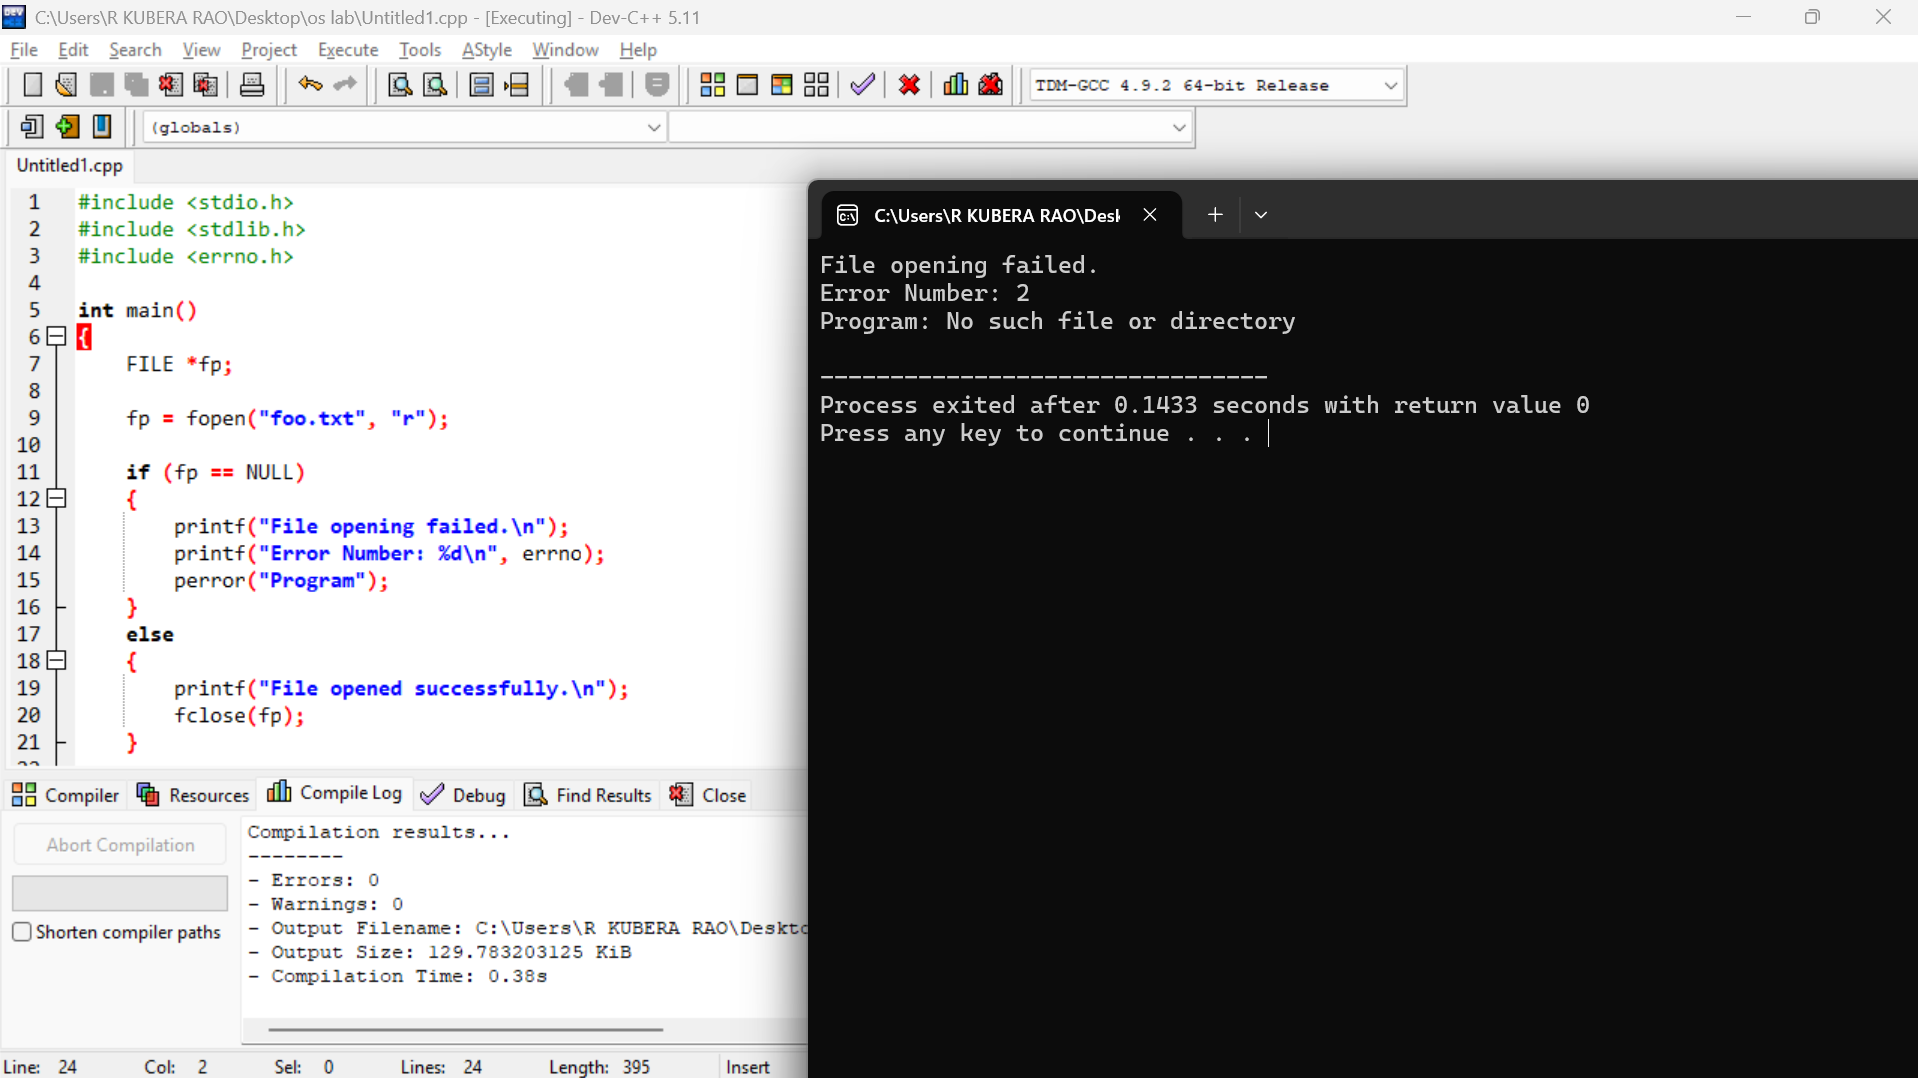 C:\Users\R KUBERA RAO\Desktop\os lab\Untitled1.cpp - [Executing] - Dev-C++ 5.11
File Edit Search View Project Execute Tools AStyle Window Help
TDM-GCC 4.9.2 64-bit Release
(globals)
Untitled1.cpp
1 #include <stdio.h>
2 #include <stdlib.h>
3 #include <errno.h>
4
5 int main()
6 {
7 FILE *fp;
8
9 fp = fopen("foo.txt", "r");
10
11 if (fp == NULL)
12 {
13 printf("File opening failed.\n");
14 printf("Error Number: %d\n", errno);
15 perror("Program");
16 }
17 else
18 {
19 printf("File opened successfully.\n");
20 fclose(fp);
21 }
C:\Users\R KUBERA RAO\Desk
File opening failed.
Error Number: 2
Program: No such file or directory
--------------------------------
Process exited after 0.1433 seconds with return value 0
Press any key to continue . . .
Compiler Resources Compile Log Debug Find Results Close
Abort Compilation
Shorten compiler paths
Compilation results...
--------
- Errors: 0
- Warnings: 0
- Output Filename: C:\Users\R KUBERA RAO\Deskto
- Output Size: 129.783203125 KiB
- Compilation Time: 0.38s
Line: 24 Col: 2 Sel: 0 Lines: 24 Length: 395 Insert